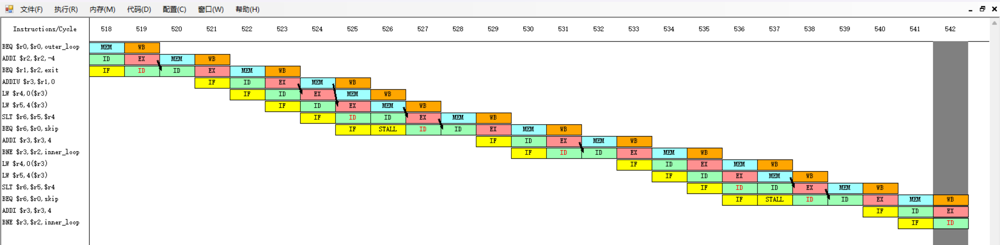 文件(F) 执行(R) 内存(M) 代码(D) 配置(C) 窗口(W) 帮助(H)
Instructions/Cycle 518 519 520 521 522 523 524 525 526 527 528 529 530 531 532 533 534 535 536 537 538 539 540 541 542
BEQ $r0,$r0,outer_loop MEM WB
ADDI $r2,$r2,-4 ID EX MEM WB
BEQ $r1,$r2,exit IF ID ID EX MEM WB
ADDIU $r3,$r1,0 IF ID EX MEM WB
LW $r4,0($r3) IF ID EX MEM WB
LW $r5,4($r3) IF ID EX MEM WB
SLT $r6,$r5,$r4 IF ID ID EX MEM WB
BEQ $r6,$r0,skip IF STALL ID ID EX MEM WB
ADDI $r3,$r3,4 IF ID EX MEM WB
BNE $r3,$r2,inner_loop IF ID ID EX MEM WB
LW $r4,0($r3) IF ID EX MEM WB
LW $r5,4($r3) IF ID EX MEM WB
SLT $r6,$r5,$r4 IF ID ID EX MEM WB
BEQ $r6,$r0,skip IF STALL ID ID EX MEM WB
ADDI $r3,$r3,4 IF ID EX
BNE $r3,$r2,inner_loop IF ID